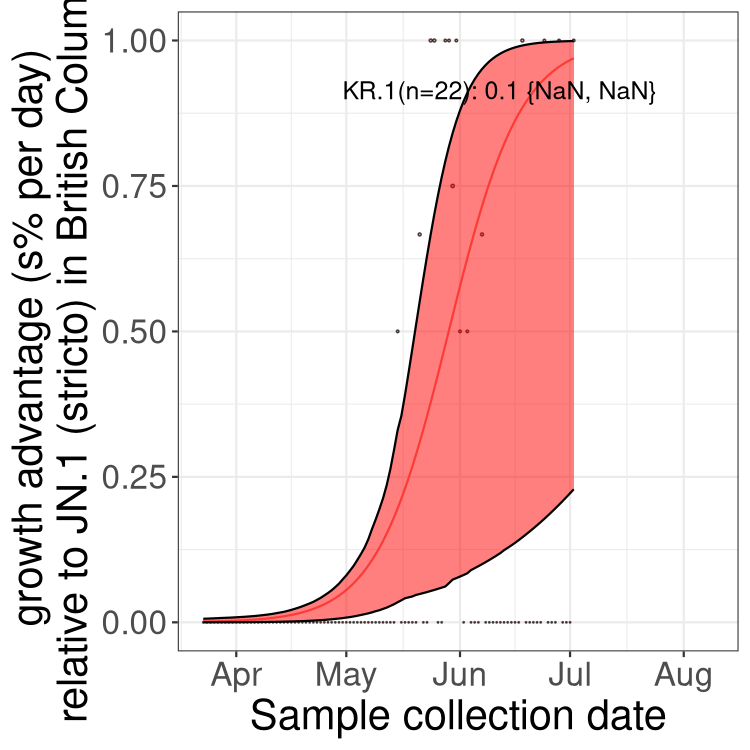 growth advantage (s% per day)
relative to JN.1 (stricto) in British Colum
1.00
0.75
0.50
0.25
0.00
KR.1(n=22): 0.1 {NaN, NaN}
Apr May Jun Jul Aug
Sample collection date